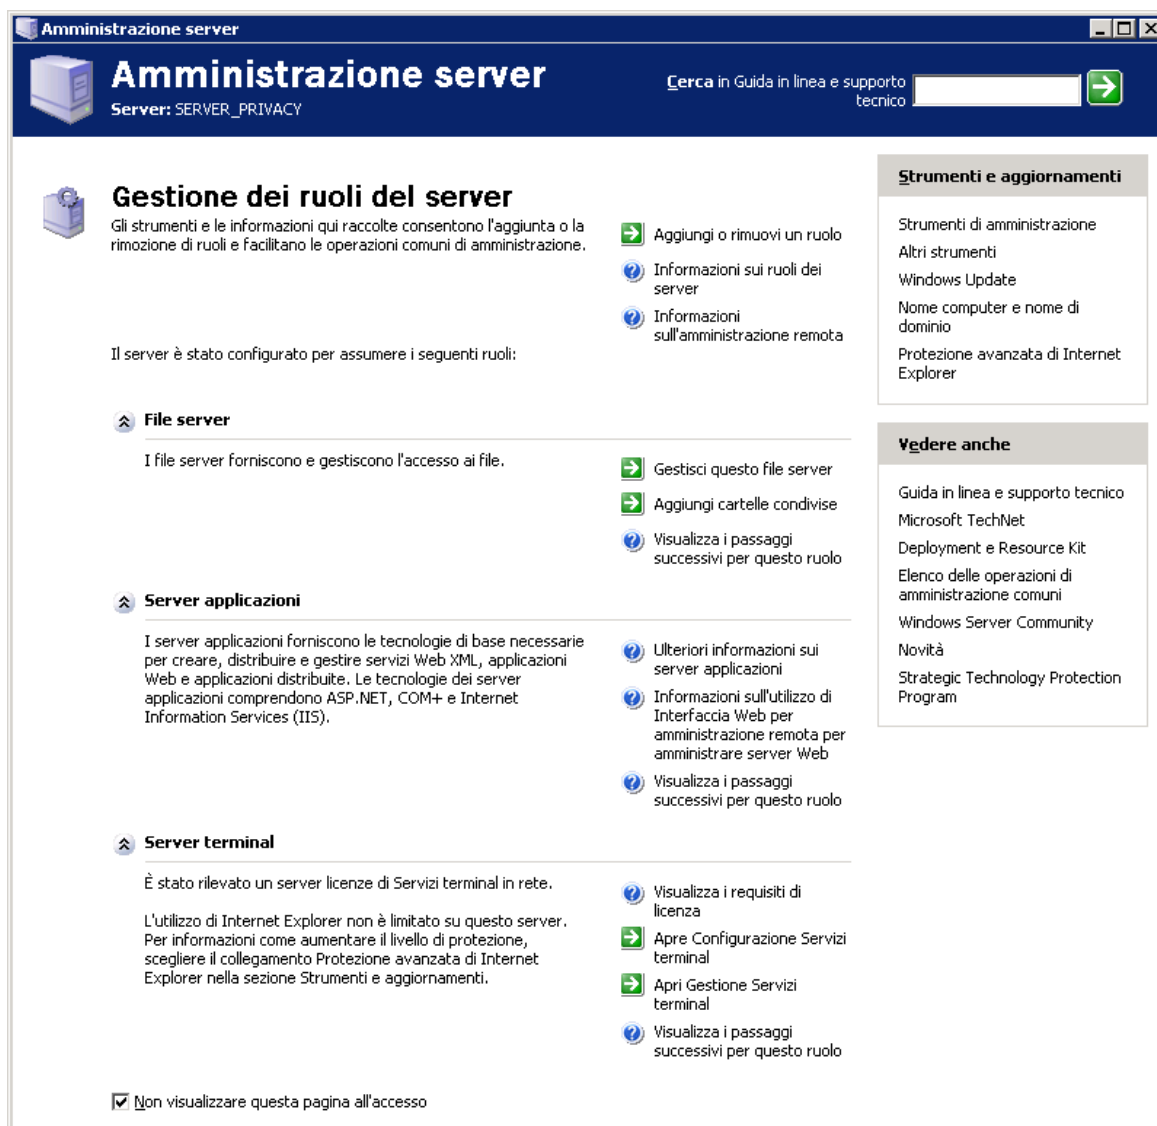 Amministrazione server
Amministrazione server
Server: SERVER_PRIVACY
Cerca in Guida in linea e supporto
tecnico
Gestione dei ruoli del server
Gli strumenti e le informazioni qui raccolte consentono l'aggiunta o la
rimozione di ruoli e facilitano le operazioni comuni di amministrazione.
Aggiungi o rimuovi un ruolo
Informazioni sui ruoli dei
server
Informazioni
sull'amministrazione remota
Il server è stato configurato per assumere i seguenti ruoli:
File server
I file server forniscono e gestiscono l'accesso ai file.
Gestisci questo file server
Aggiungi cartelle condivise
Visualizza i passaggi
successivi per questo ruolo
Server applicazioni
I server applicazioni forniscono le tecnologie di base necessarie
per creare, distribuire e gestire servizi Web XML, applicazioni
Web e applicazioni distribuite. Le tecnologie dei server
applicazioni comprendono ASP.NET, COM+ e Internet
Information Services (IIS).
Ulteriori informazioni sui
server applicazioni
Informazioni sull'utilizzo di
Interfaccia Web per
amministrazione remota per
amministrare server Web
Visualizza i passaggi
successivi per questo ruolo
Server terminal
È stato rilevato un server licenze di Servizi terminal in rete.
L'utilizzo di Internet Explorer non è limitato su questo server.
Per informazioni come aumentare il livello di protezione,
scegliere il collegamento Protezione avanzata di Internet
Explorer nella sezione Strumenti e aggiornamenti.
Visualizza i requisiti di
licenza
Apre Configurazione Servizi
terminal
Apri Gestione Servizi
terminal
Visualizza i passaggi
successivi per questo ruolo
Non visualizzare questa pagina all'accesso
Strumenti e aggiornamenti
Strumenti di amministrazione
Altri strumenti
Windows Update
Nome computer e nome di
dominio
Protezione avanzata di Internet
Explorer
Vedere anche
Guida in linea e supporto tecnico
Microsoft TechNet
Deployment e Resource Kit
Elenco delle operazioni di
amministrazione comuni
Windows Server Community
Novità
Strategic Technology Protection
Program